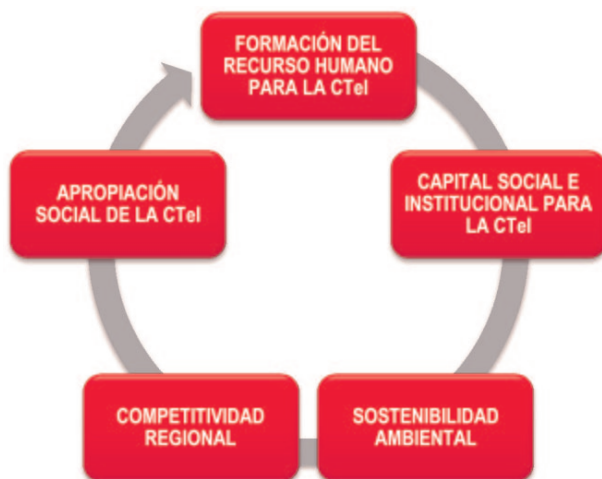 FORMACIÓN DEL
RECURSO HUMANO
PARA LA CTeI
CAPITAL SOCIAL E
INSTITUCIONAL PARA
LA CTeI
SOSTENIBILIDAD
AMBIENTAL
COMPETITIVIDAD
REGIONAL
APROPIACIÓN
SOCIAL DE LA CTeI